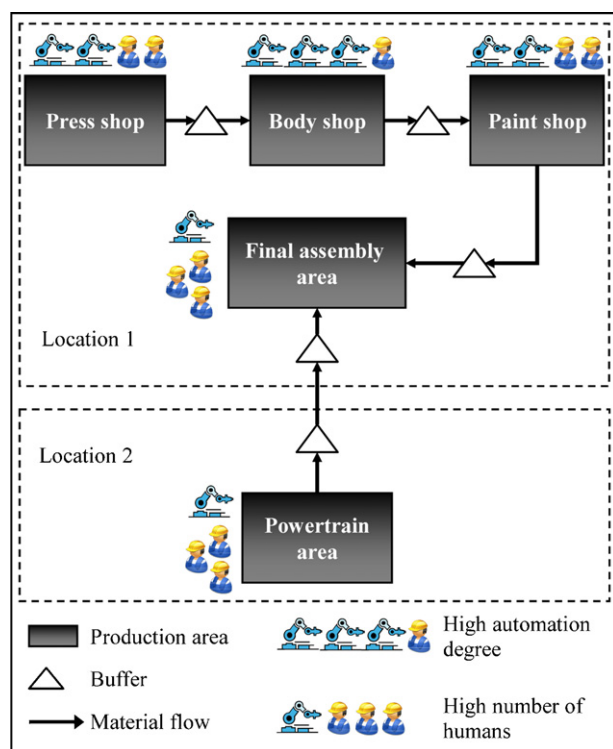 Press shop
Body shop
Paint shop
Final assembly
area
Location 1
Location 2
Powertrain
area
Production area
Buffer
Material flow
High automation
degree
High number of
humans